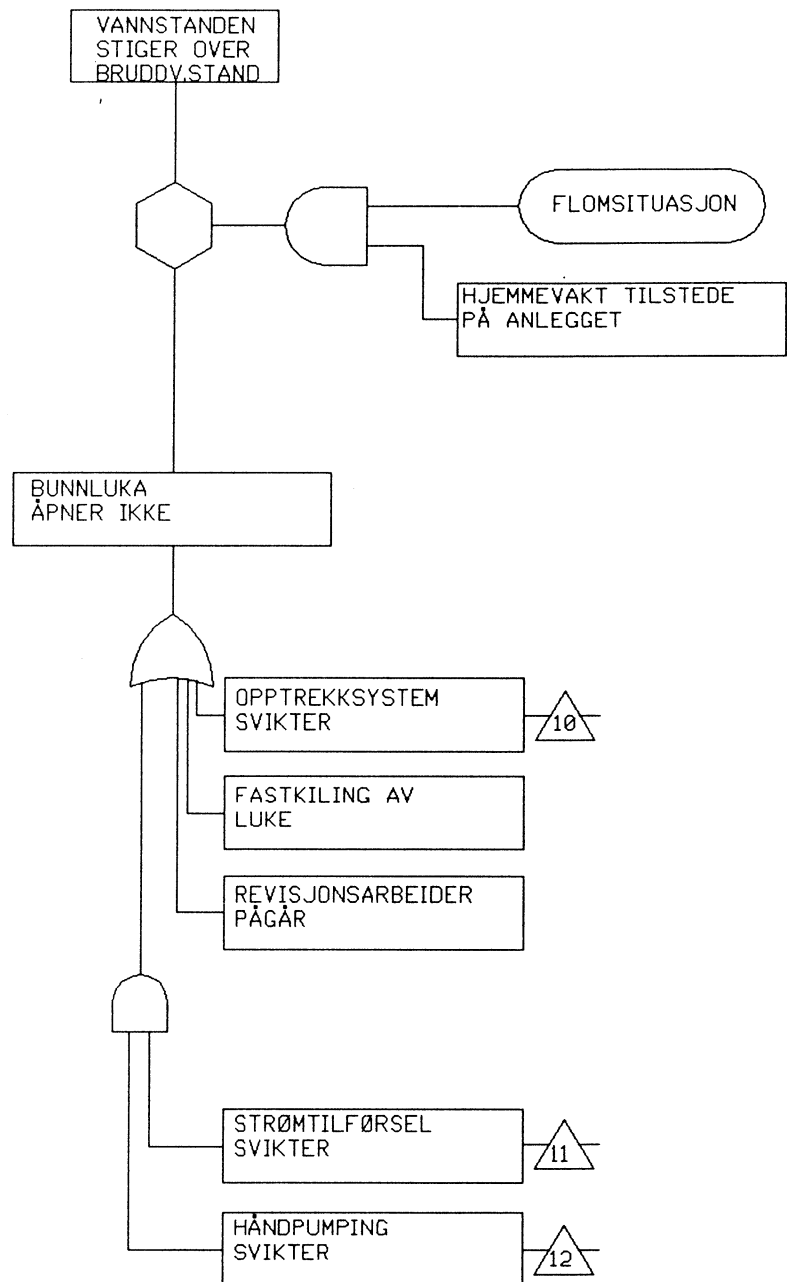 VANNSTANDEN
STIGER OVER
BRUDDV.STAND
FLOMSITUASJON
HJEMMEVAKT TILSTEDE
PÅ ANLEGGET
BUNNLUKA
ÅPNER IKKE
OPPTREKKSYSTEM
SVIKTER
10
FASTKILING AV
LUKE
REVISJONSARBEIDER
PÅGÅR
STRØMTILFØRSEL
SVIKTER
11
HÅNDPUMPING
SVIKTER
12